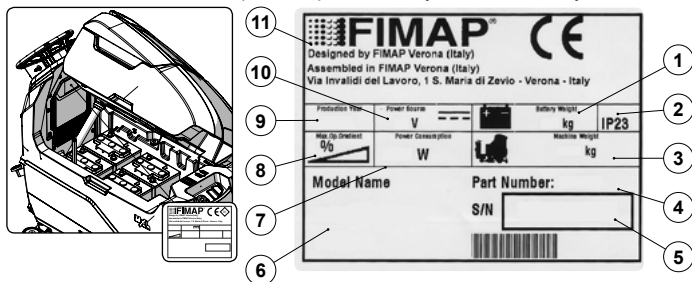 FIMAP®
CE
Designed by FIMAP Verona (Italy)
Assembled in FIMAP Verona (Italy)
Via Invalidi del Lavoro, 1 S. Maria di Zevio - Verona - Italy
Production Year
Power Source
V
Battery Weight
kg
IP23
Max.Op.Gradient
%
Power Consumption
W
Machine Weight
kg
Model Name
Part Number:
S/N
11
10
9
8
7
6
1
2
3
4
5
FIMAP CE